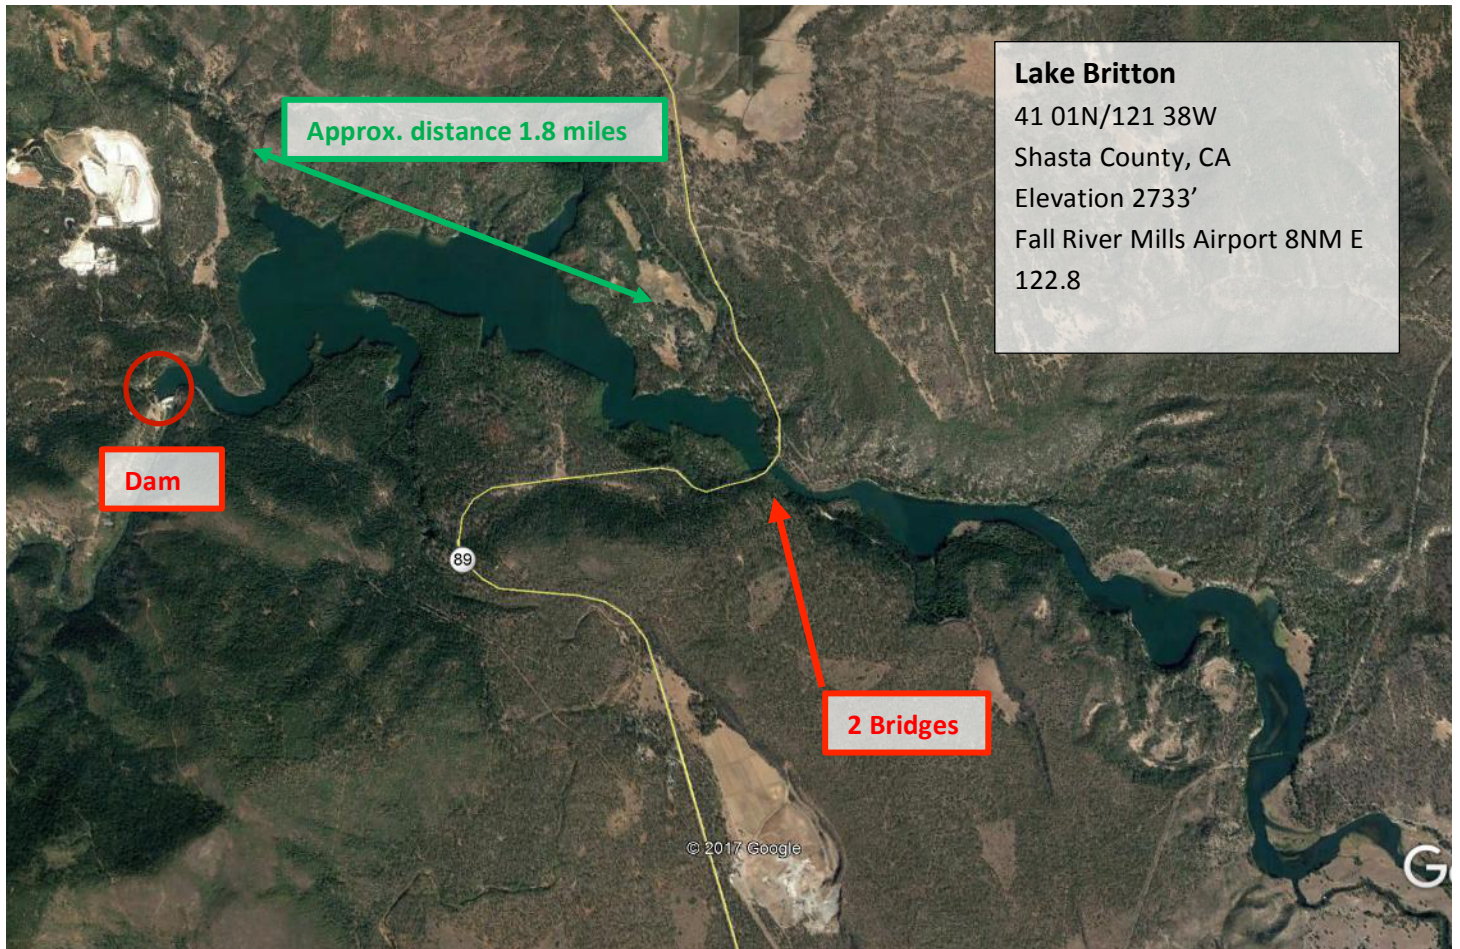 Lake Britton
41 01N/121 38W
Shasta County, CA
Elevation 2733’
Fall River Mills Airport 8NM E
122.8
Approx. distance 1.8 miles
Dam
89
2 Bridges
© 2017 Google